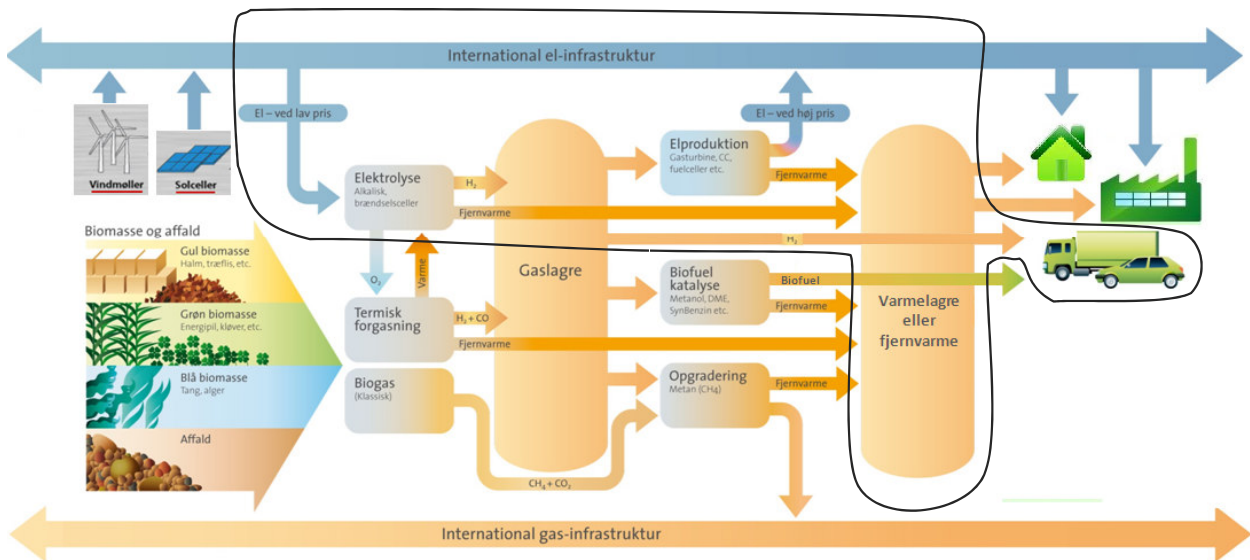 International el-infrastruktur
El – ved lav pris
El – ved høj pris
Vindmøller
Solceller
Elektrolyse
Alkalisk,
brændselsceller
H₂
Fjernvarme
Elproduktion
Gasturbine, CC,
fuelceller etc.
Fjernvarme
Biomasse og affald
Gul biomasse
Halm, træflis, etc.
Grøn biomasse
Energipil, kløver, etc.
Blå biomasse
Tang, alger
Affald
O₂
Varme
Termisk
forgasning
H₂ + CO
Fjernvarme
Biogas
(Klassisk)
CH₄ + CO₂
Gaslagre
H₂
Biofuel
katalyse
Metanol, DME,
SynBenzin etc.
Biofuel
Fjernvarme
Opgradering
Metan (CH4)
Fjernvarme
Varmelagre
eller
fjernvarme
International gas-infrastruktur